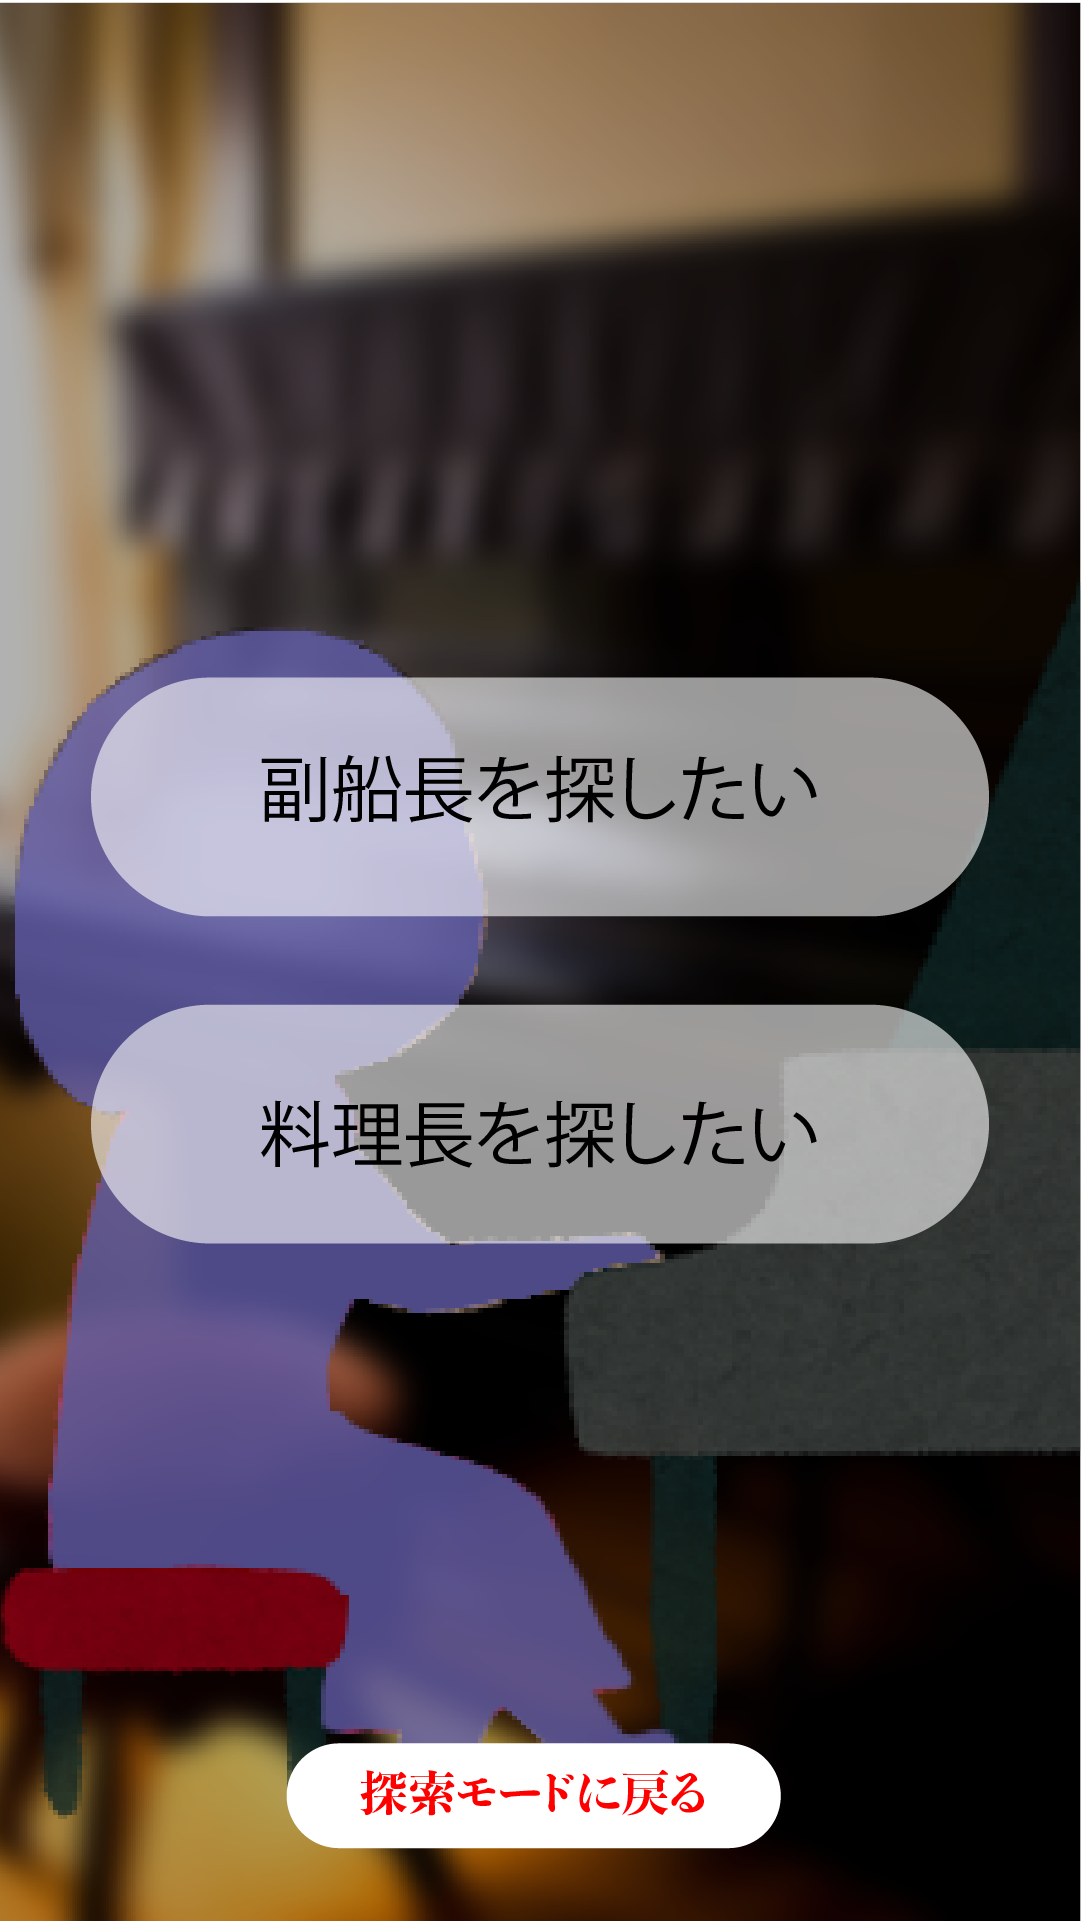 副船長を探したい
料理長を探したい
探索モードに戻る